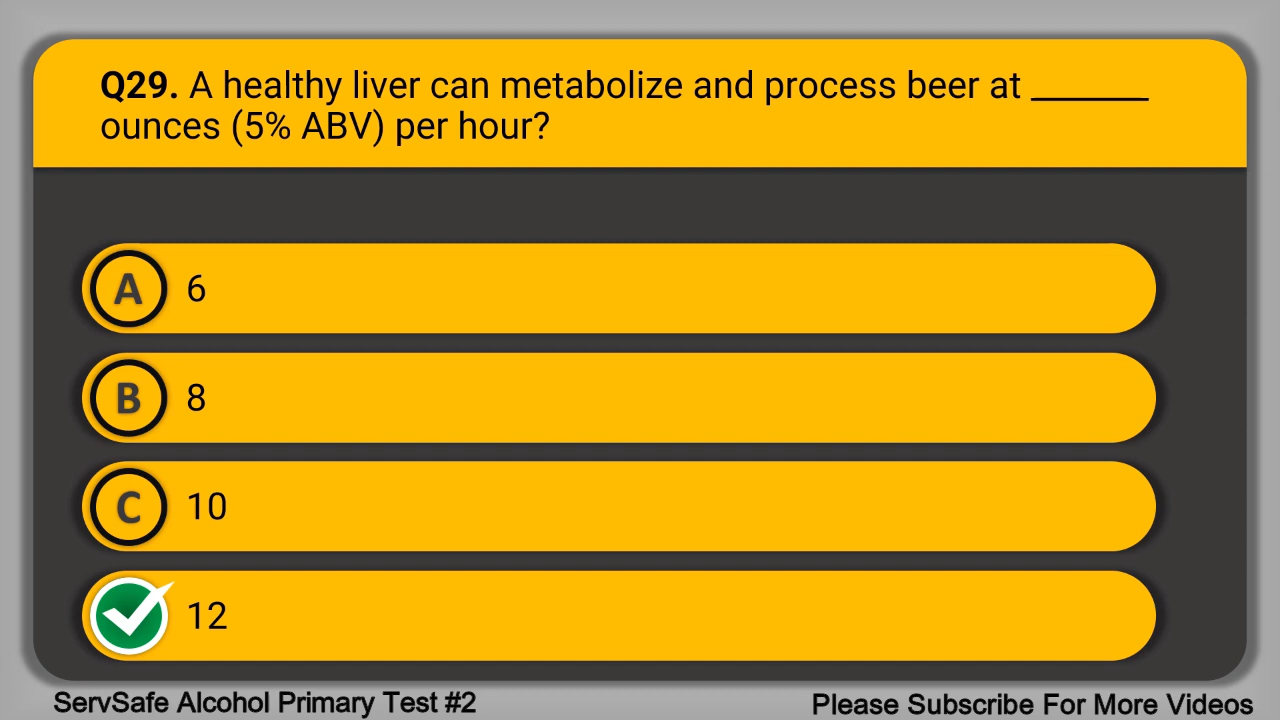 Q29. A healthy liver can metabolize and process beer at ______
ounces (5% ABV) per hour?
A 6
B 8
C 10
12
ServSafe Alcohol Primary Test #2
Please Subscribe For More Videos